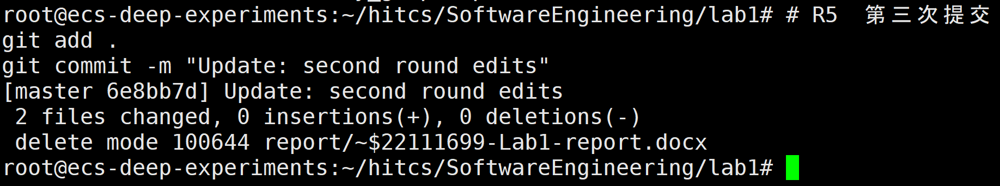 root@ecs-deep-experiments:~/hitcs/SoftwareEngineering/lab1# # R5 第三次提交
git add .
git commit -m "Update: second round edits"
[master 6e8bb7d] Update: second round edits
 2 files changed, 0 insertions(+), 0 deletions(-)
 delete mode 100644 report/~$22111699-Lab1-report.docx
root@ecs-deep-experiments:~/hitcs/SoftwareEngineering/lab1#